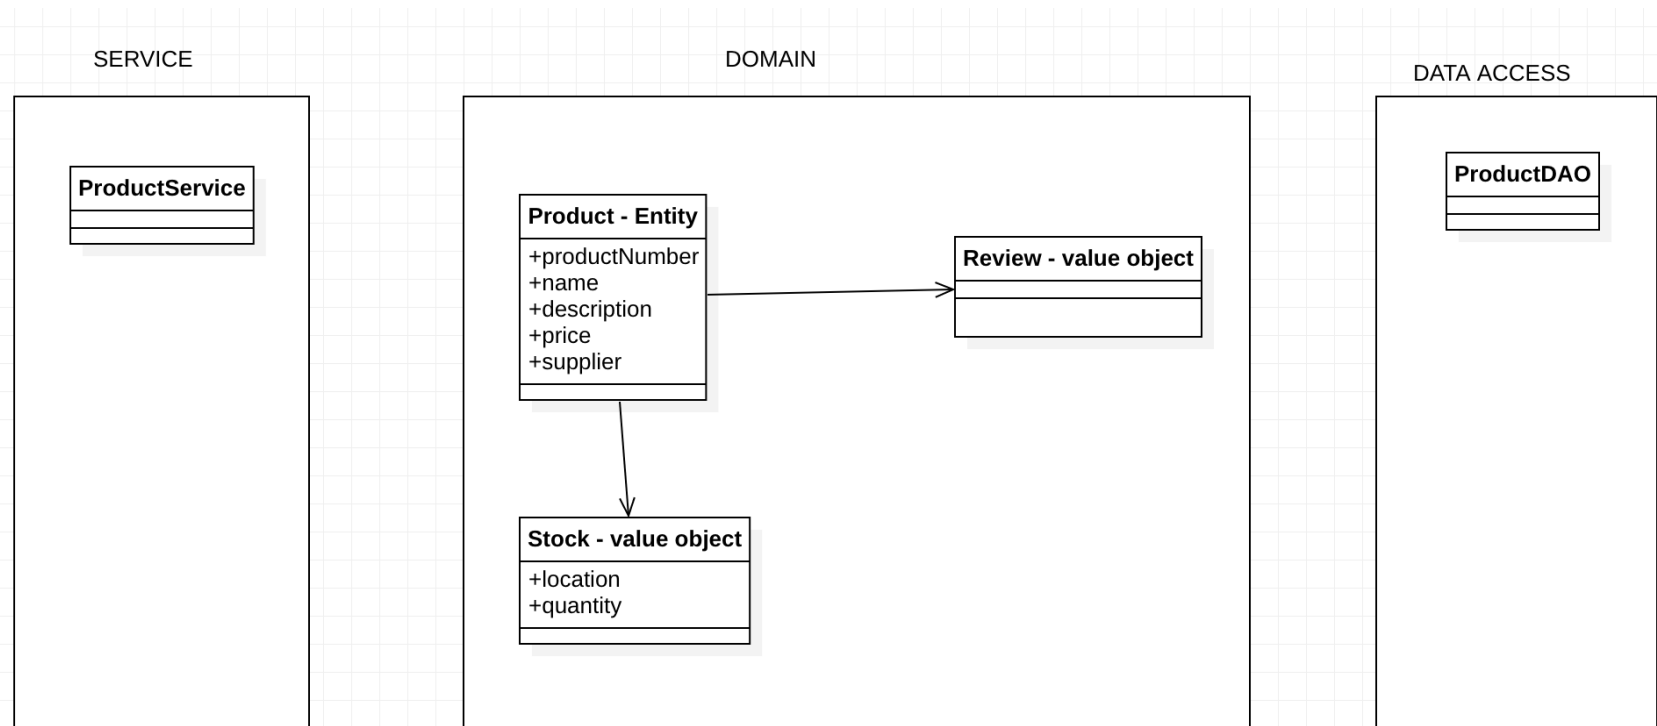 SERVICE
DOMAIN
DATA ACCESS
ProductService
Product - Entity
+productNumber
+name
+description
+price
+supplier
Review - value object
Stock - value object
+location
+quantity
ProductDAO